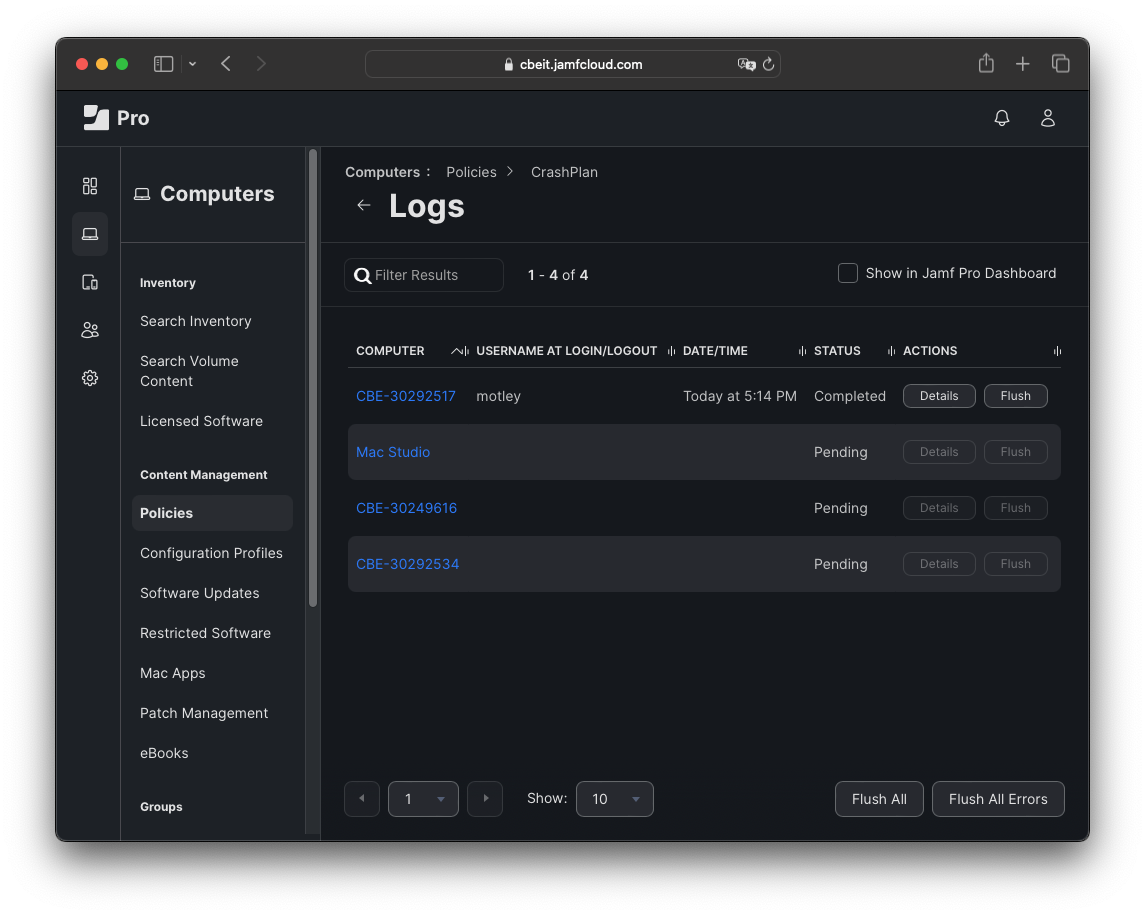 cbeit.jamfcloud.com
Pro
Computers
Inventory
Search Inventory
Search Volume
Content
Licensed Software
Content Management
Policies
Configuration Profiles
Software Updates
Restricted Software
Mac Apps
Patch Management
eBooks
Groups
Computers : Policies CrashPlan
Logs
Filter Results 1 - 4 of 4 Show in Jamf Pro Dashboard
COMPUTER USERNAME AT LOGIN/LOGOUT DATE/TIME STATUS ACTIONS
CBE-30292517 motley Today at 5:14 PM Completed Details Flush
Mac Studio Pending Details Flush
CBE-30249616 Pending Details Flush
CBE-30292534 Pending Details Flush
1 Show: 10 Flush All Flush All Errors